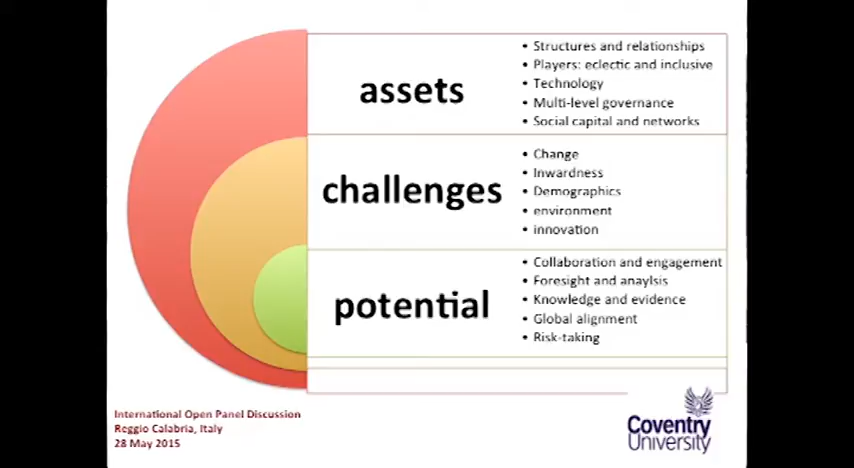 assets
• Structures and relationships
• Players: eclectic and inclusive
• Technology
• Multi-level governance
• Social capital and networks
challenges
• Change
• Inwardness
• Demographics
• environment
• innovation
potential
• Collaboration and engagement
• Foresight and anaylsis
• Knowledge and evidence
• Global alignment
• Risk-taking
International Open Panel Discussion
Reggio Calabria, Italy
28 May 2015
Coventry
University